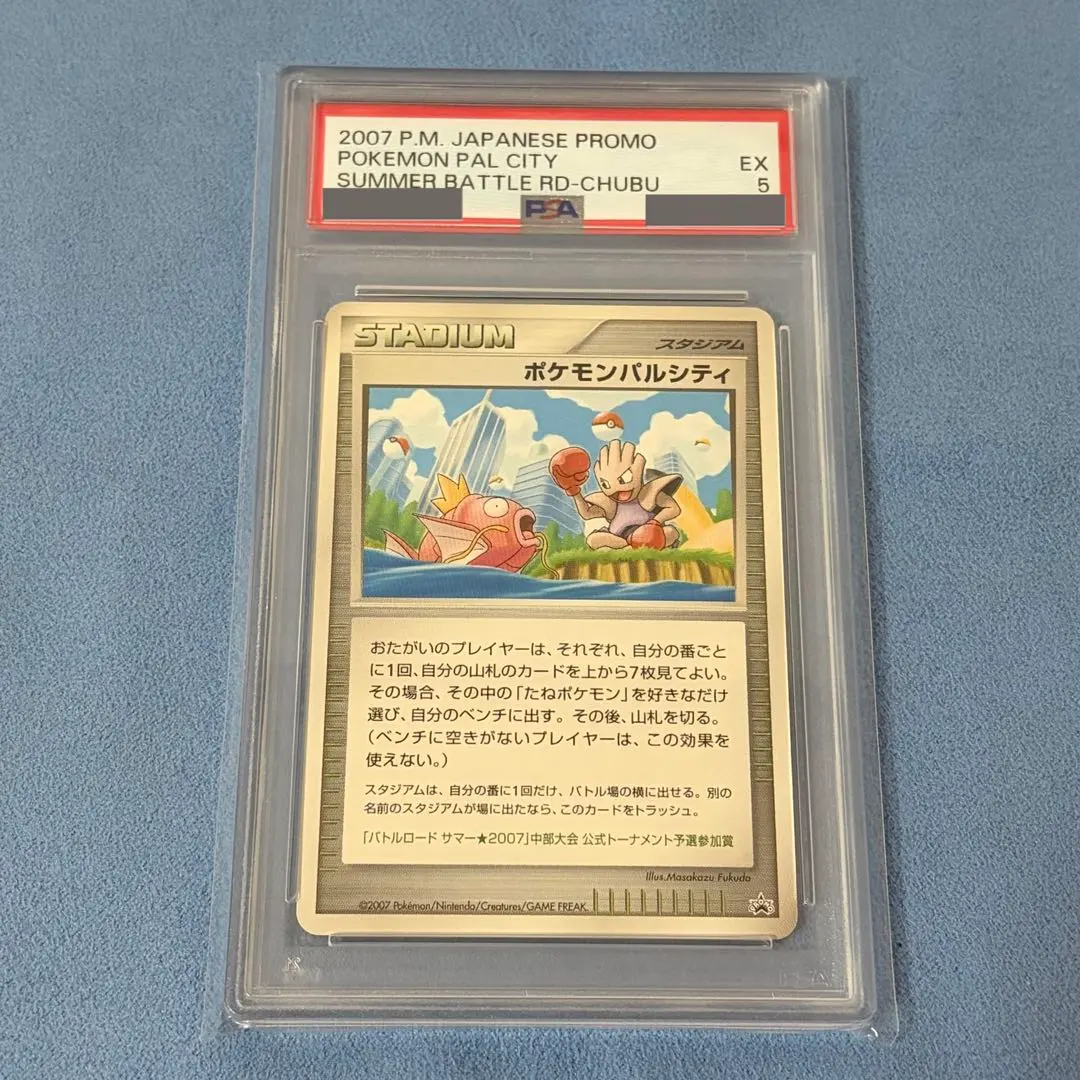 2007 P.M. JAPANESE PROMO
POKEMON PAL CITY
EX
SUMMER BATTLE RD-CHUBU
5
PSA
STADIUM
スタジアム
ポケモンパルシティ
おたがいのプレイヤーは、それぞれ、自分の番ごと
に1回、自分の山札のカードを上から7枚見てよい。
その場合、その中の「たねポケモン」を好きなだけ
選び、自分のベンチに出す。その後、山札を切る。
(ベンチに空きがないプレイヤーは、この効果を
使えない。)
スタジアムは、自分の番に1回だけ、バトル場の横に出せる。別の
名前のスタジアムが場に出たなら、このカードをトラッシュ。
「バトルロード サマー★2007」中部大会 公式トーナメント予選参加賞
Illus.Masakazu Fukuda
©2007 Pokémon/Nintendo/Creatures/GAME FREAK.